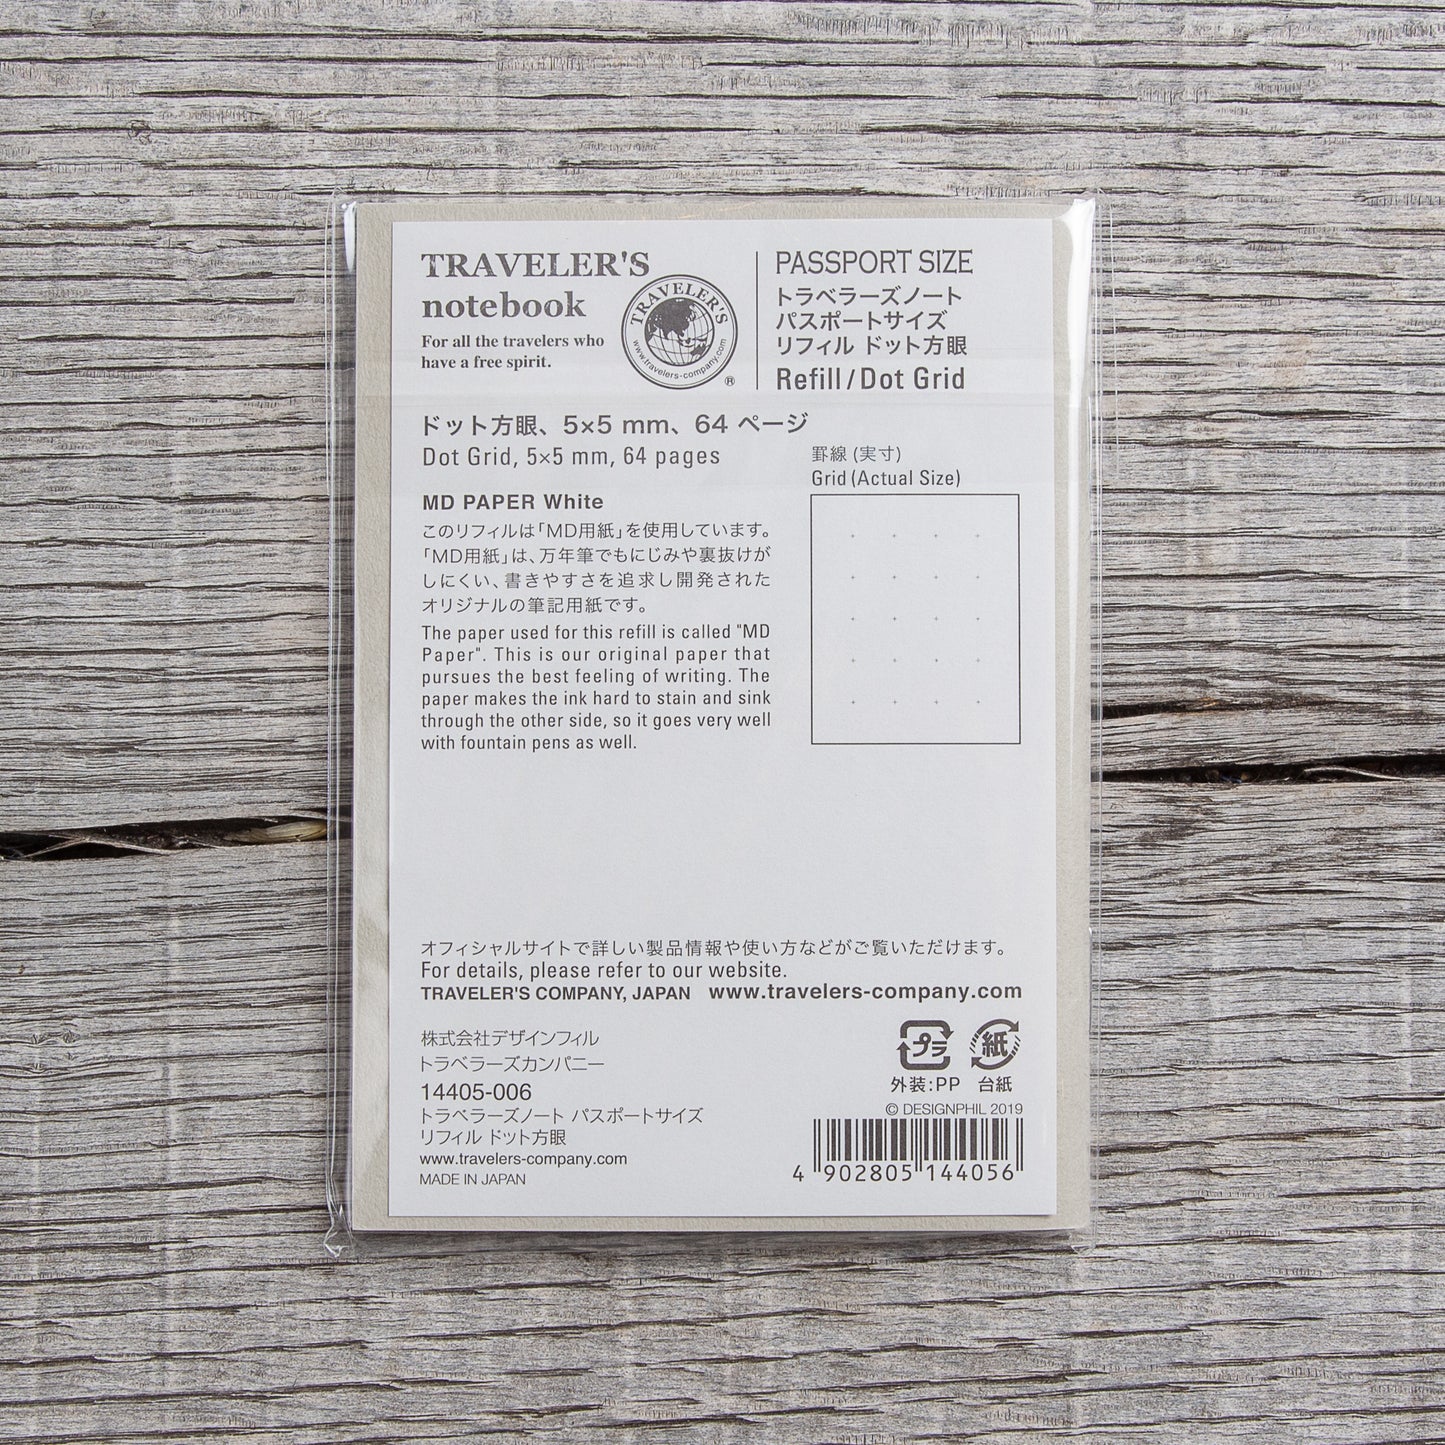 TRAVELER'S
notebook
For all the travelers who
have a free spirit.
TRAVELER'S
www.travelers-company.com
®
PASSPORT SIZE
トラベラーズノート
パスポートサイズ
リフィル ドット方眼
Refill/Dot Grid
ドット方眼、5×5 mm、64 ページ
Dot Grid, 5×5 mm, 64 pages
罫線 (実寸)
Grid (Actual Size)
MD PAPER White
このリフィルは「MD用紙」を使用しています。
「MD用紙」は、万年筆でもにじみや裏抜けが
しにくい、書きやすさを追求し開発された
オリジナルの筆記用紙です。
The paper used for this refill is called "MD
Paper". This is our original paper that
pursues the best feeling of writing. The
paper makes the ink hard to stain and sink
through the other side, so it goes very well
with fountain pens as well.
オフィシャルサイトで詳しい製品情報や使い方などがご覧いただけます。
For details, please refer to our website.
TRAVELER'S COMPANY, JAPAN www.travelers-company.com
株式会社デザインフィル
トラベラーズカンパニー
14405-006
トラベラーズノート パスポートサイズ
リフィル ドット方眼
www.travelers-company.com
MADE IN JAPAN
プラ 紙
外装:PP 台紙
© DESIGNPHIL 2019
4 902805 144056